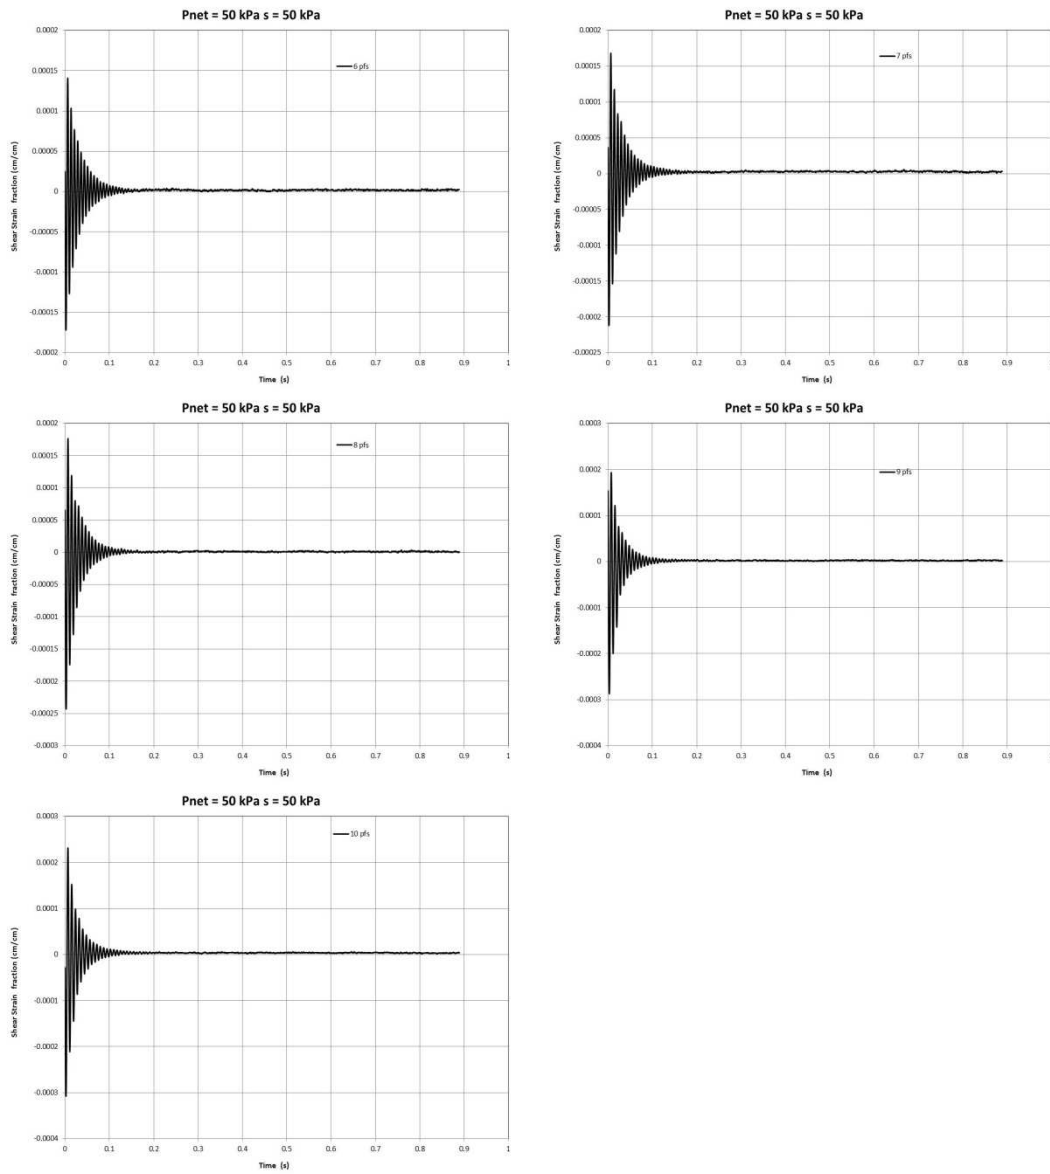 Pnet = 50 kPa s = 50 kPa
0.0002
0.00015
0.0001
0.00005
0
-0.00005
-0.0001
-0.00015
-0.0002
Shear Strain fraction (cm/cm)
6 pfs
0 0.1 0.2 0.3 0.4 0.5 0.6 0.7 0.8 0.9 1
Time (s)
Pnet = 50 kPa s = 50 kPa
0.0002
0.00015
0.0001
0.00005
0
-0.00005
-0.0001
-0.00015
-0.0002
-0.00025
Shear Strain fraction (cm/cm)
7 pfs
0 0.1 0.2 0.3 0.4 0.5 0.6 0.7 0.8 0.9
Time (s)
Pnet = 50 kPa s = 50 kPa
0.0002
0.00015
0.0001
0.00005
0
-0.00005
-0.0001
-0.00015
-0.0002
-0.00025
-0.0003
Shear Strain fraction (cm/cm)
8 pfs
0 0.1 0.2 0.3 0.4 0.5 0.6 0.7 0.8 0.9 1
Time (s)
Pnet = 50 kPa s = 50 kPa
0.0003
0.0002
0.0001
0
-0.0001
-0.0002
-0.0003
-0.0004
Shear Strain fraction (cm/cm)
9 pfs
0 0.1 0.2 0.3 0.4 0.5 0.6 0.7 0.8 0.9
Time (s)
Pnet = 50 kPa s = 50 kPa
0.0003
0.0002
0.0001
0
-0.0001
-0.0002
-0.0003
-0.0004
Shear Strain fraction (cm/cm)
10 pfs
0 0.1 0.2 0.3 0.4 0.5 0.6 0.7 0.8 0.9 1
Time (s)